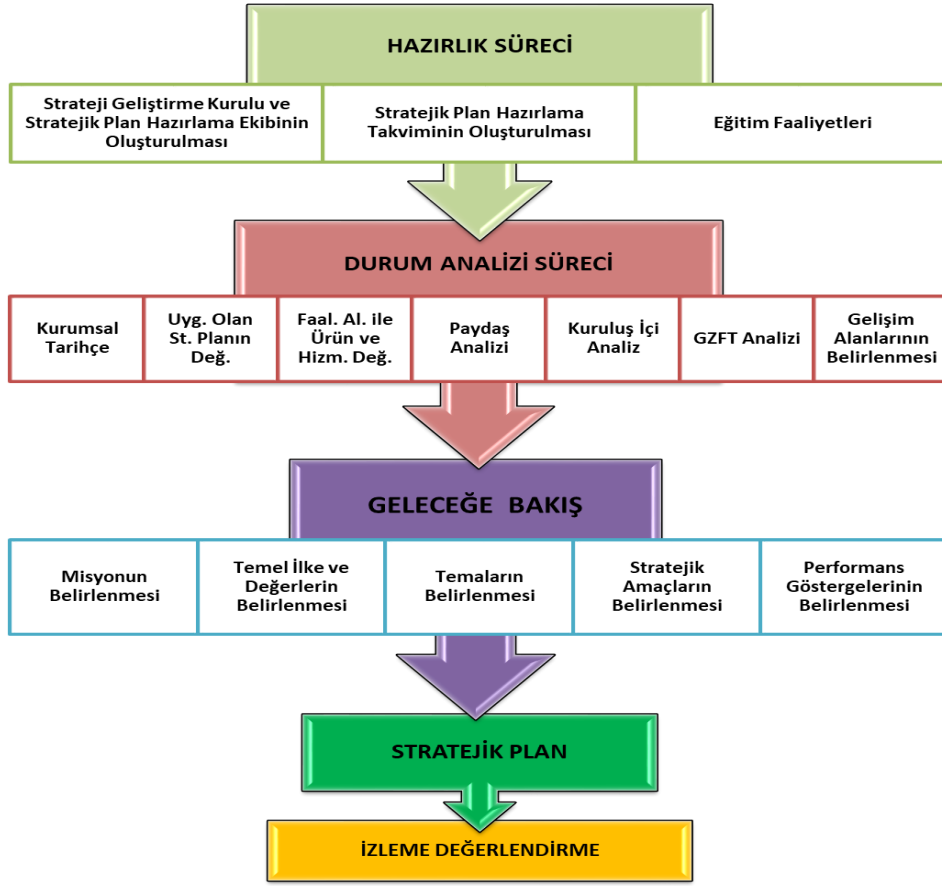 HAZIRLIK SÜRECİ
Strateji Geliştirme Kurulu ve
Stratejik Plan Hazırlama Ekibinin
Oluşturulması
Stratejik Plan Hazırlama
Takviminin Oluşturulması
Eğitim Faaliyetleri
DURUM ANALİZİ SÜRECİ
Kurumsal
Tarihçe
Uyg. Olan
St. Planın
Değ.
Faal. Al. ile
Ürün ve
Hizm. Değ.
Paydaş
Analizi
Kuruluş İçi
Analiz
GZFT Analizi
Gelişim
Alanlarının
Belirlenmesi
GELECEĞE BAKIŞ
Misyonun
Belirlenmesi
Temel İlke ve
Değerlerin
Belirlenmesi
Temaların
Belirlenmesi
Stratejik
Amaçların
Belirlenmesi
Performans
Göstergelerinin
Belirlenmesi
STRATEJİK PLAN
İZLEME DEĞERLENDİRME